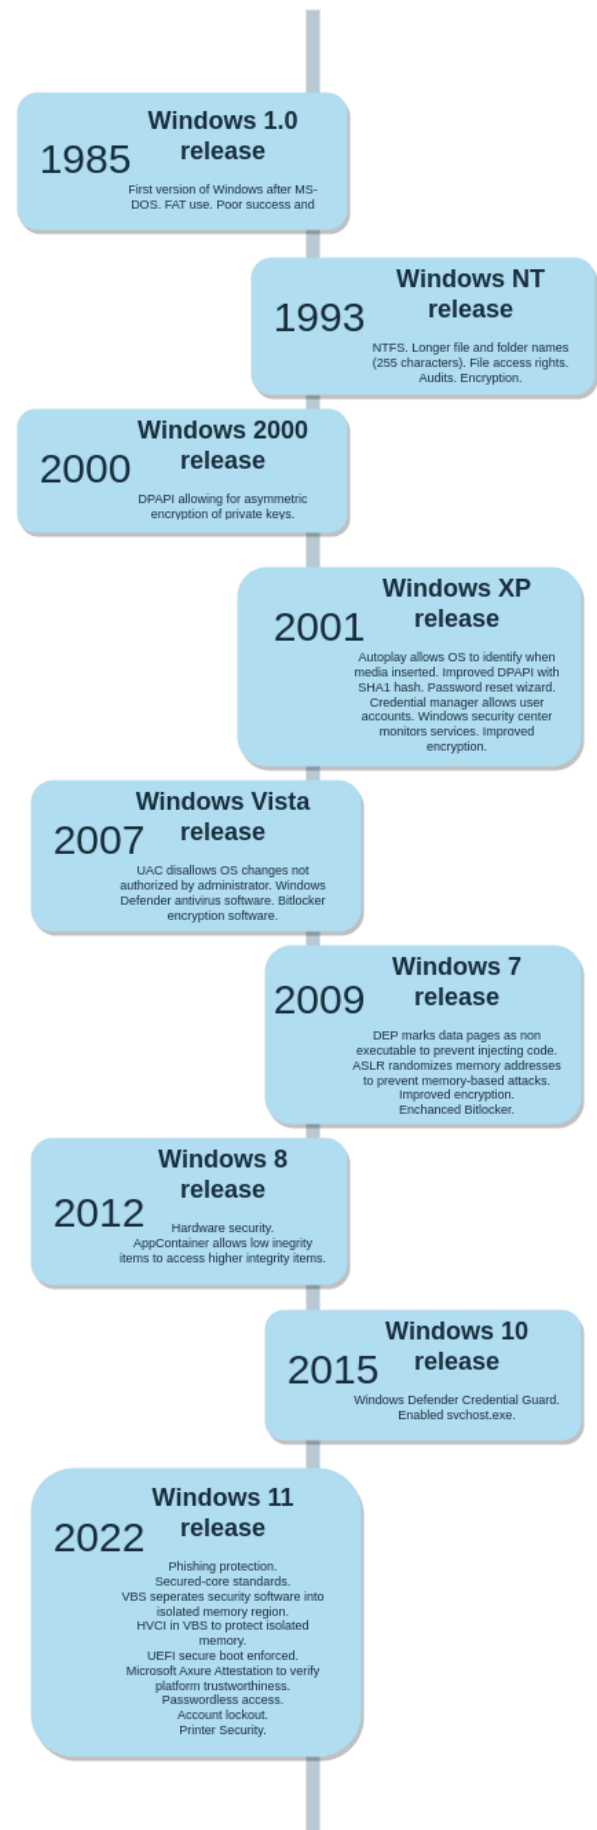 1985
Windows 1.0
release
First version of Windows after MS-
DOS. FAT use. Poor success and
1993
Windows NT
release
NTFS. Longer file and folder names
(255 characters). File access rights.
Audits. Encryption.
2000
Windows 2000
release
DPAPI allowing for asymmetric
encryption of private keys.
2001
Windows XP
release
Autoplay allows OS to identify when
media inserted. Improved DPAPI with
SHA1 hash. Password reset wizard.
Credential manager allows user
accounts. Windows security center
monitors services. Improved
encryption.
2007
Windows Vista
release
UAC disallows OS changes not
authorized by administrator. Windows
Defender antivirus software. Bitlocker
encryption software.
2009
Windows 7
release
DEP marks data pages as non
executable to prevent injecting code.
ASLR randomizes memory addresses
to prevent memory-based attacks.
Improved encryption.
Enchanced Bitlocker.
2012
Windows 8
release
Hardware security.
AppContainer allows low inegrity
items to access higher integrity items.
2015
Windows 10
release
Windows Defender Credential Guard.
Enabled svchost.exe.
2022
Windows 11
release
Phishing protection.
Secured-core standards.
VBS seperates security software into
isolated memory region.
HVCI in VBS to protect isolated
memory.
UEFI secure boot enforced.
Microsoft Axure Attestation to verify
platform trustworthiness.
Passwordless access.
Account lockout.
Printer Security.